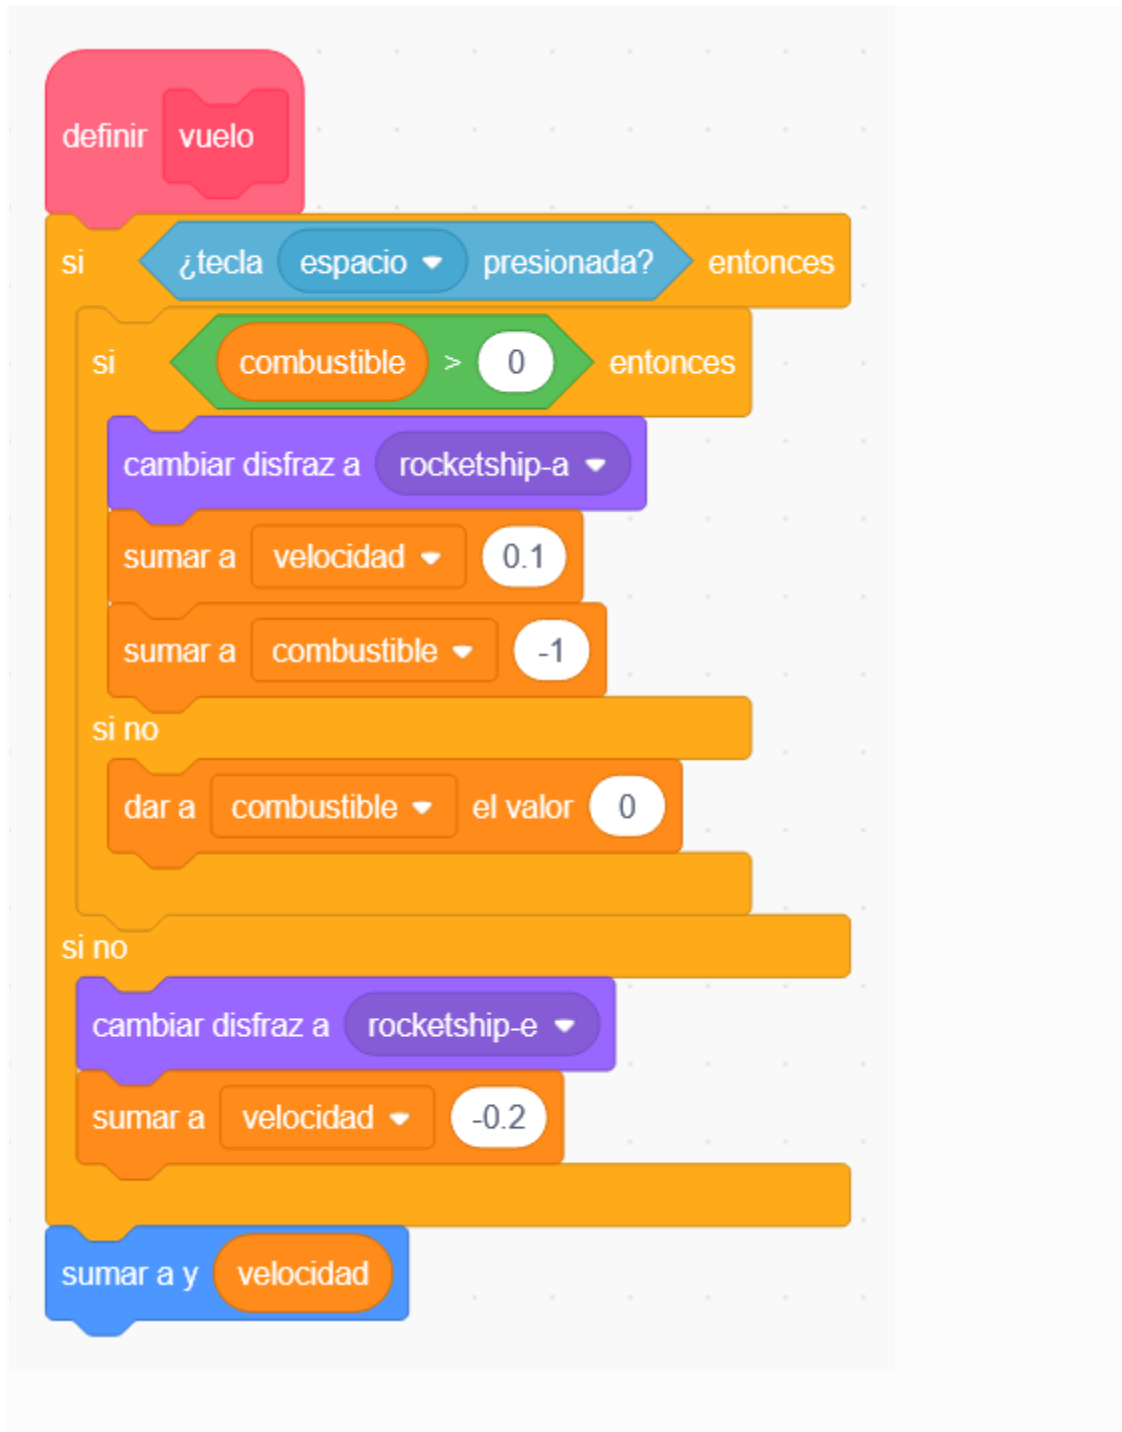 definir vuelo
si ¿tecla espacio presionada? entonces
si combustible > 0 entonces
cambiar disfraz a rocketship-a
sumar a velocidad 0.1
sumar a combustible -1
si no
dar a combustible el valor 0
si no
cambiar disfraz a rocketship-e
sumar a velocidad -0.2
sumar a y velocidad